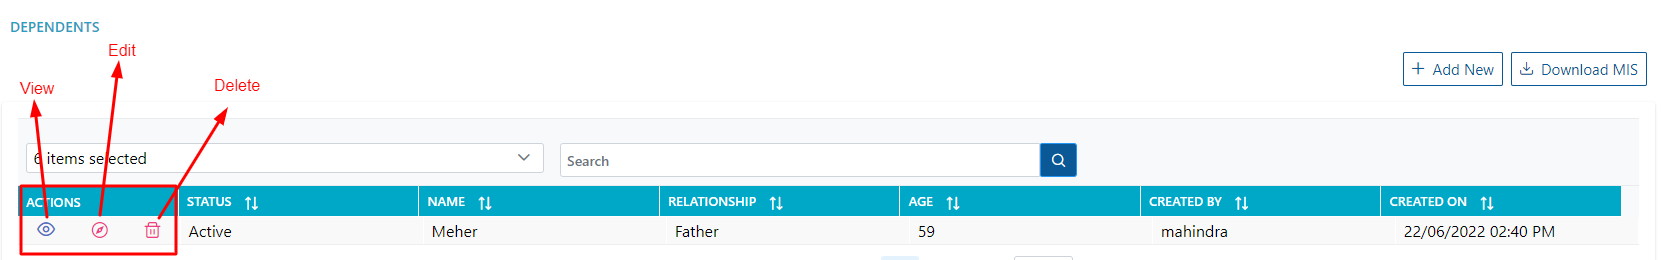 DEPENDENTS
Edit
View
Delete
Add New
Download MIS
6 items selected
Search
ACTIONS STATUS NAME RELATIONSHIP AGE CREATED BY CREATED ON
Active Meher Father 59 mahindra 22/06/2022 02:40 PM